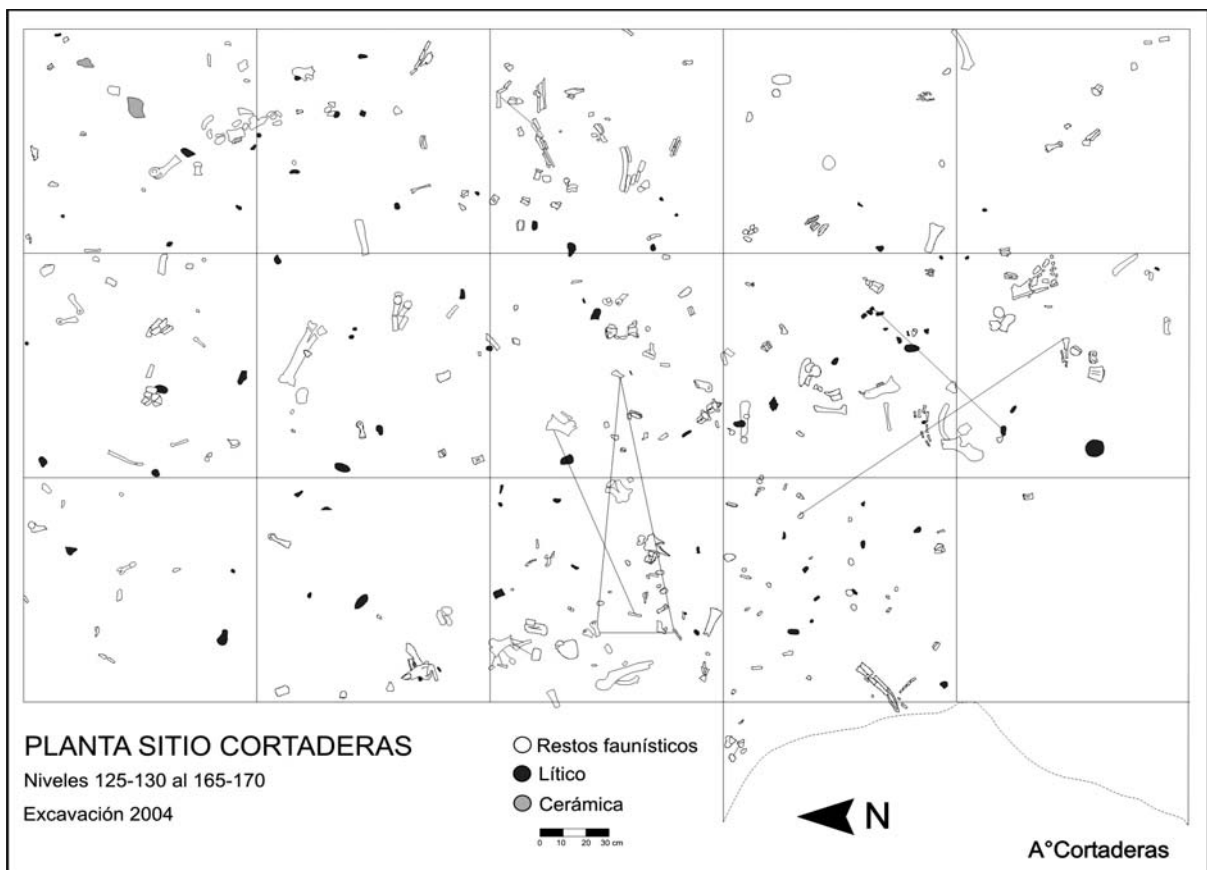 PLANTA SITIO CORTADERAS
Niveles 125-130 al 165-170
Excavación 2004
Restos faunísticos
Lítico
Cerámica
0 10 20 30 cm
N
A°Cortaderas